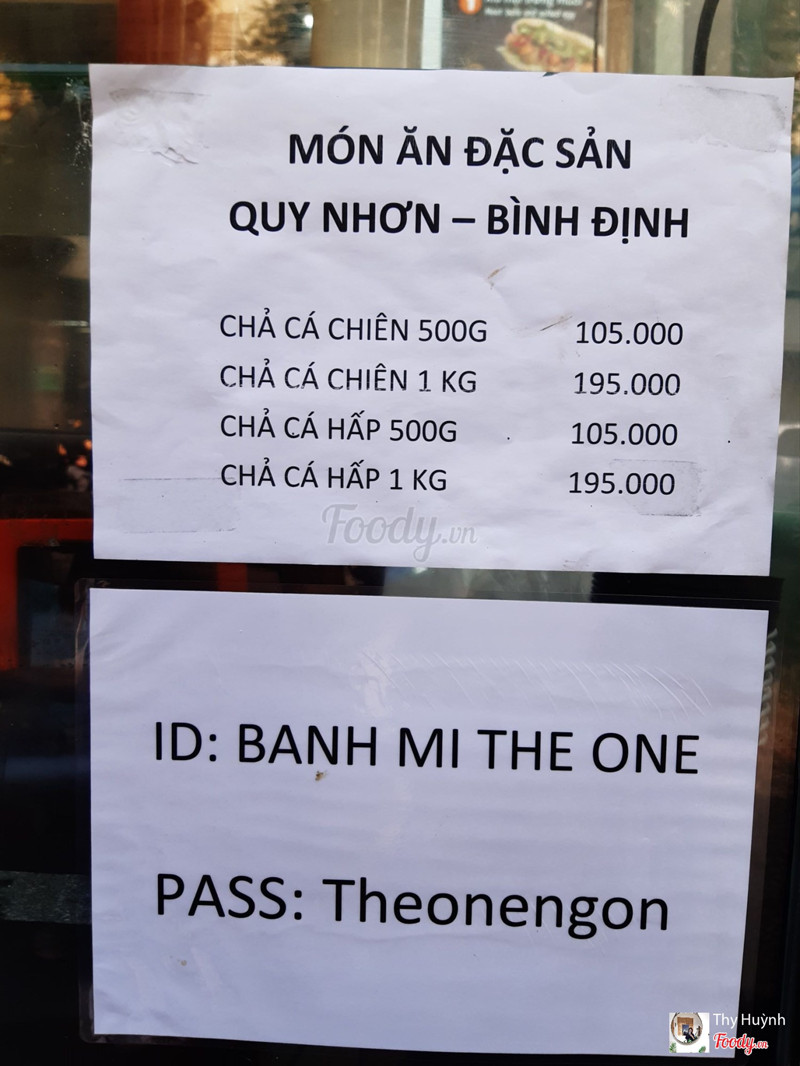 MÓN ĂN ĐẶC SẢN
QUY NHƠN – BÌNH ĐỊNH
CHẢ CÁ CHIÊN 500G 105.000
CHẢ CÁ CHIÊN 1 KG 195.000
CHẢ CÁ HẤP 500G 105.000
CHẢ CÁ HẤP 1 KG 195.000
Foody.vn
ID: BANH MI THE ONE
PASS: Theonengon
Thy Huỳnh
Foody.vn